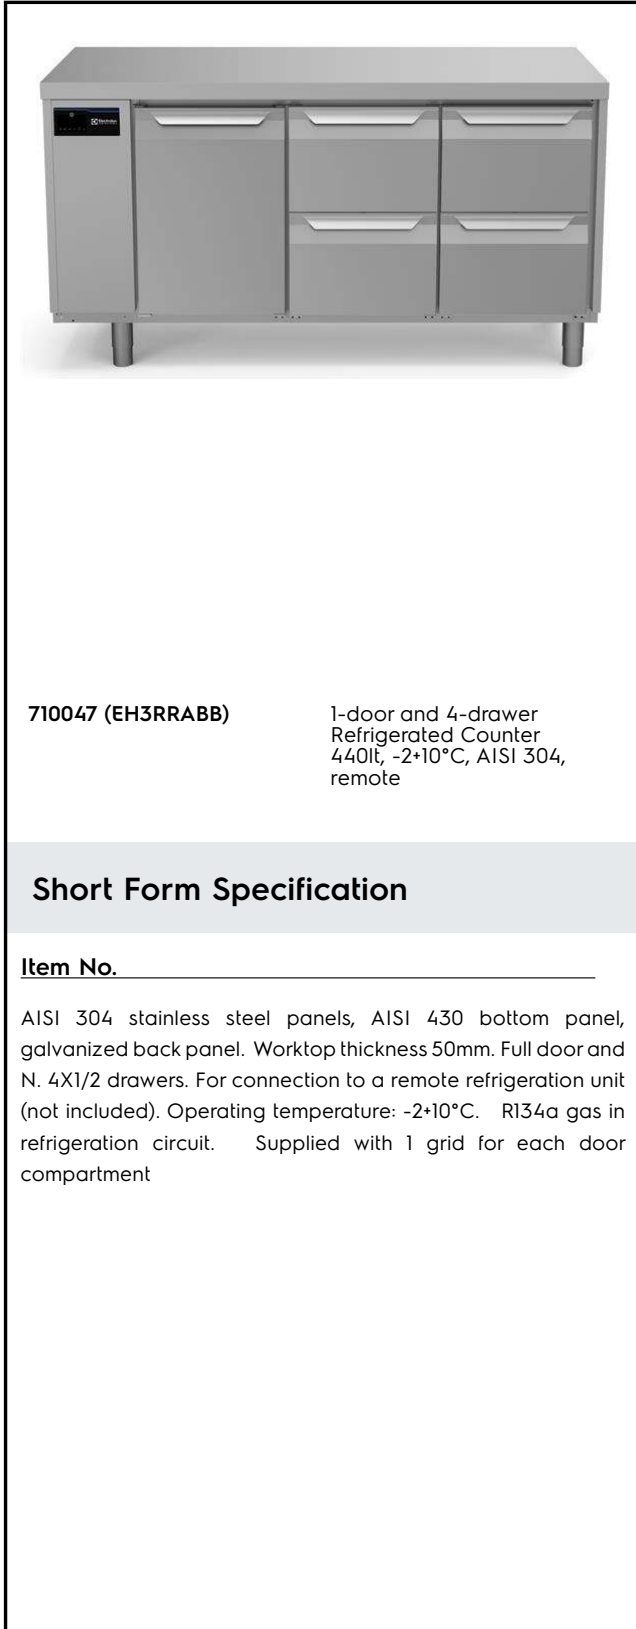 Electrolux
710047 (EH3RRABB)
1-door and 4-drawer
Refrigerated Counter
440lt, -2+10°C, AISI 304,
remote
Short Form Specification
Item No.
AISI 304 stainless steel panels, AISI 430 bottom panel,
galvanized back panel. Worktop thickness 50mm. Full door and
N. 4X1/2 drawers. For connection to a remote refrigeration unit
(not included). Operating temperature: -2+10°C. R134a gas in
refrigeration circuit. Supplied with 1 grid for each door
compartment